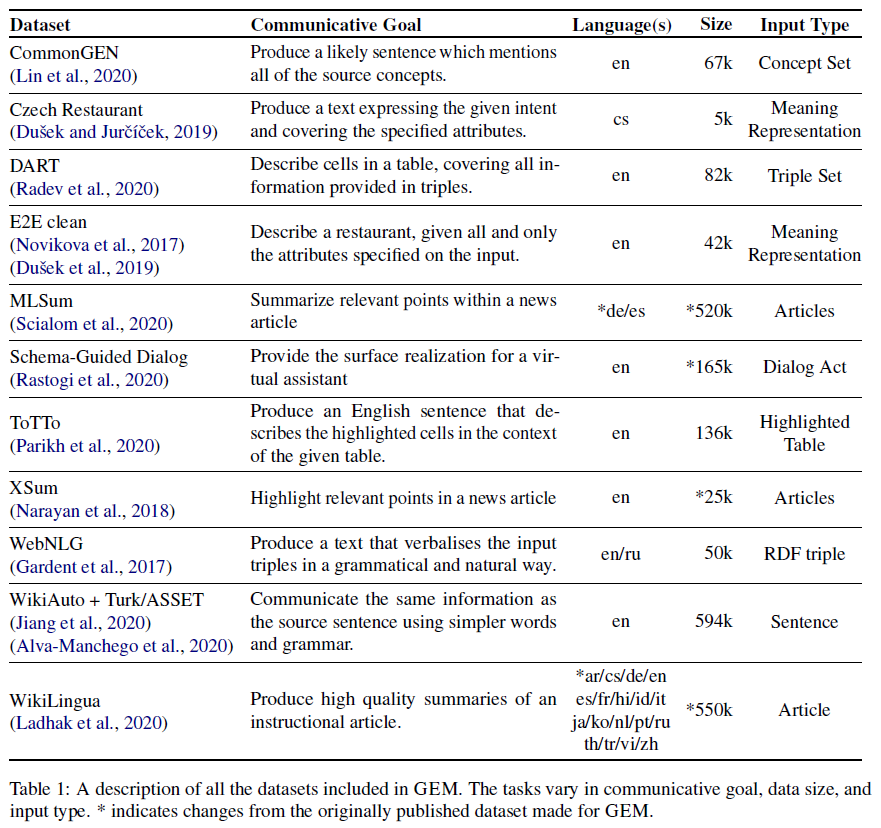 Dataset Communicative Goal Language(s) Size Input Type
CommonGEN
(Lin et al., 2020)
Produce a likely sentence which mentions
all of the source concepts.
en 67k Concept Set
Czech Restaurant
(Dušek and Jurčíček, 2019)
Produce a text expressing the given intent
and covering the specified attributes.
cs 5k Meaning
Representation
DART
(Radev et al., 2020)
Describe cells in a table, covering all in-
formation provided in triples.
en 82k Triple Set
E2E clean
(Novikova et al., 2017)
(Dušek et al., 2019)
Describe a restaurant, given all and only
the attributes specified on the input.
en 42k Meaning
Representation
MLSum
(Scialom et al., 2020)
Summarize relevant points within a news
article
*de/es *520k Articles
Schema-Guided Dialog
(Rastogi et al., 2020)
Provide the surface realization for a vir-
tual assistant
en *165k Dialog Act
ToTTo
(Parikh et al., 2020)
Produce an English sentence that de-
scribes the highlighted cells in the context
of the given table.
en 136k Highlighted
Table
XSum
(Narayan et al., 2018)
Highlight relevant points in a news article
en *25k Articles
WebNLG
(Gardent et al., 2017)
Produce a text that verbalises the input
triples in a grammatical and natural way.
en/ru 50k RDF triple
WikiAuto + Turk/ASSET
(Jiang et al., 2020)
(Alva-Manchego et al., 2020)
Communicate the same information as
the source sentence using simpler words
and grammar.
en 594k Sentence
WikiLingua
(Ladhak et al., 2020)
Produce high quality summaries of an
instructional article.
*ar/cs/de/en
es/fr/hi/id/it
ja/ko/nl/pt/ru
th/tr/vi/zh
*550k Article
Table 1: A description of all the datasets included in GEM. The tasks vary in communicative goal, data size, and
input type. * indicates changes from the originally published dataset made for GEM.